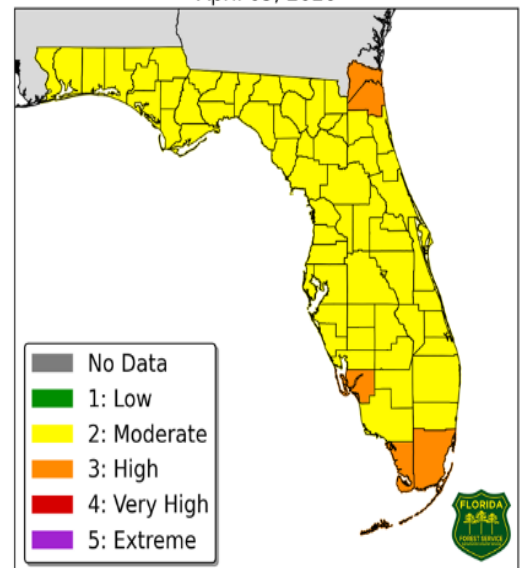 No Data
1: Low
2: Moderate
3: High
4: Very High
5: Extreme
FLORIDA
FOREST SERVICE